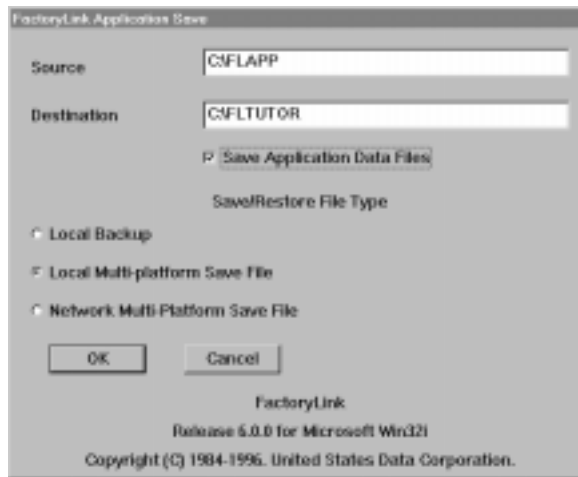 FactoryLink Application Save
Source
C:\FLAPP
Destination
C:\FLTUTOR
Save Application Data Files
Save/Restore File Type
Local Backup
Local Multi-platform Save File
Network Multi-Platform Save File
OK Cancel
FactoryLink
Release 6.0.0 for Microsoft Win32i
Copyright (C) 1984-1996. United States Data Corporation.